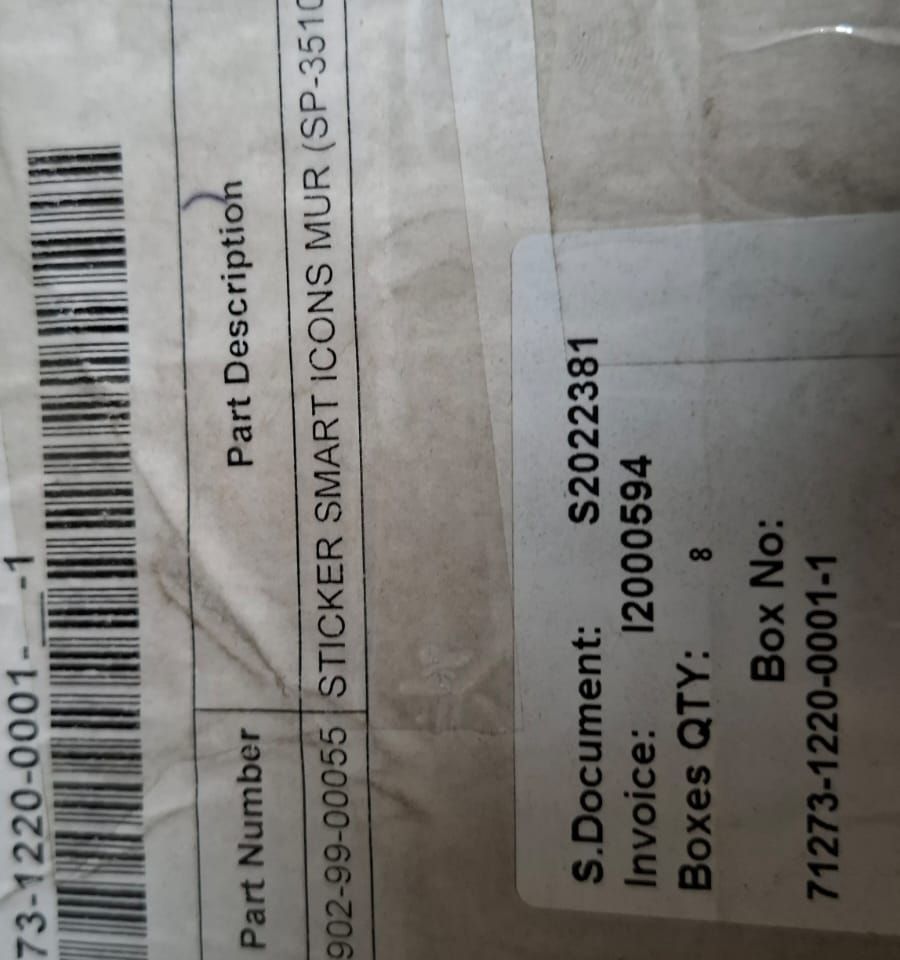 73-1220-0001-__-1
Part Number Part Description
902-99-00055 STICKER SMART ICONS MUR (SP-3510
S.Document: S2022381
Invoice: I2000594
Boxes QTY: 8
Box No:
71273-1220-0001-1